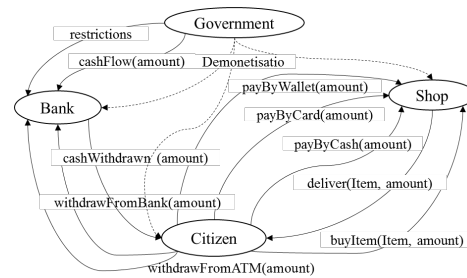 Government
restrictions
cashFlow(amount)
Demonetisatio
Bank
payByWallet(amount)
Shop
payByCard(amount)
payByCash(amount)
cashWithdrawn (amount)
deliver(Item, amount)
withdrawFromBank(amount)
Citizen
buyItem(Item, amount)
withdrawFromATM(amount)